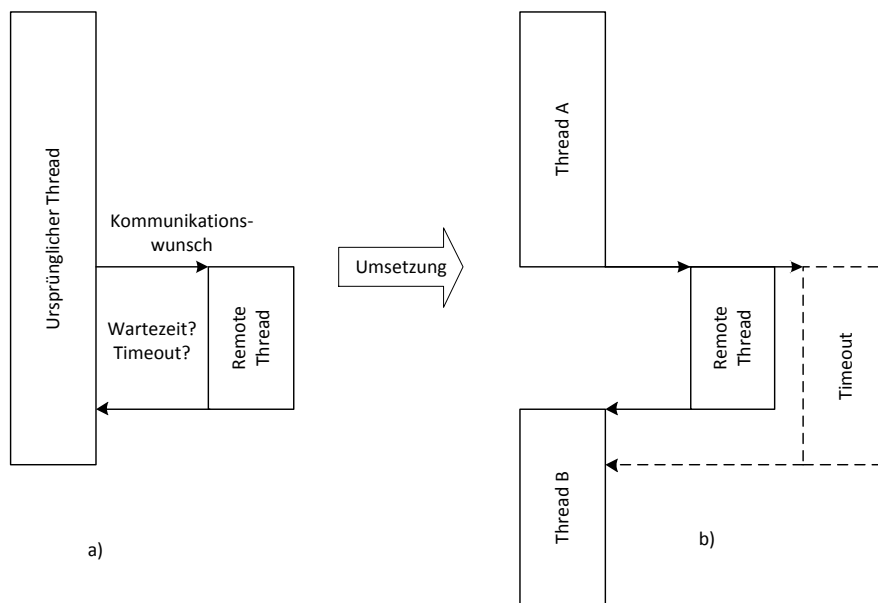 Ursprünglicher Thread
Kommunikations-
wunsch
Wartezeit?
Timeout?
Remote
Thread
a)
Umsetzung
Thread A
Remote
Thread
Timeout
Thread B
b)